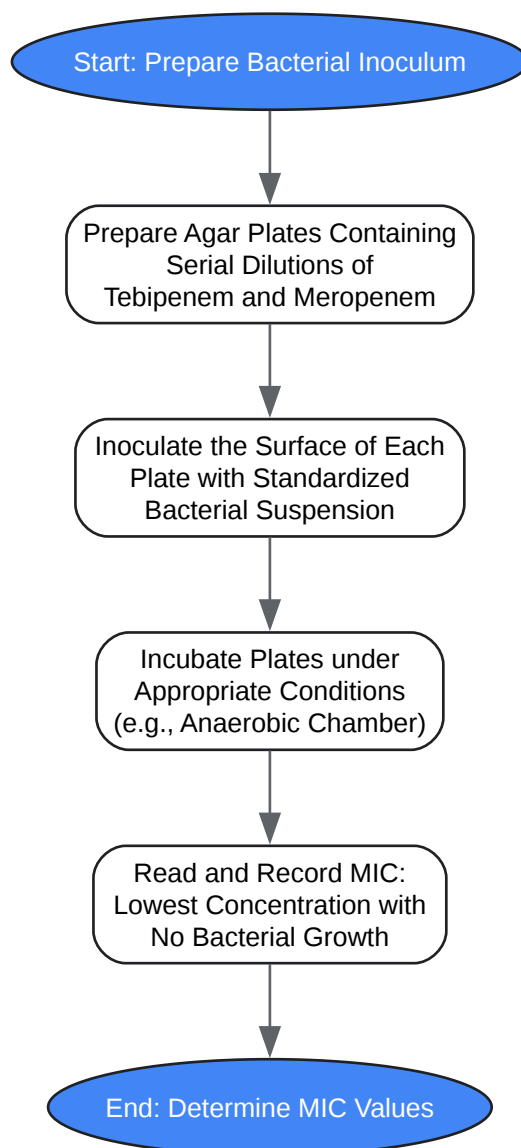 Start: Prepare Bacterial Inoculum
Prepare Agar Plates Containing
Serial Dilutions of
Tebipenem and Meropenem
Inoculate the Surface of Each
Plate with Standardized
Bacterial Suspension
Incubate Plates under
Appropriate Conditions
(e.g., Anaerobic Chamber)
Read and Record MIC:
Lowest Concentration with
No Bacterial Growth
End: Determine MIC Values